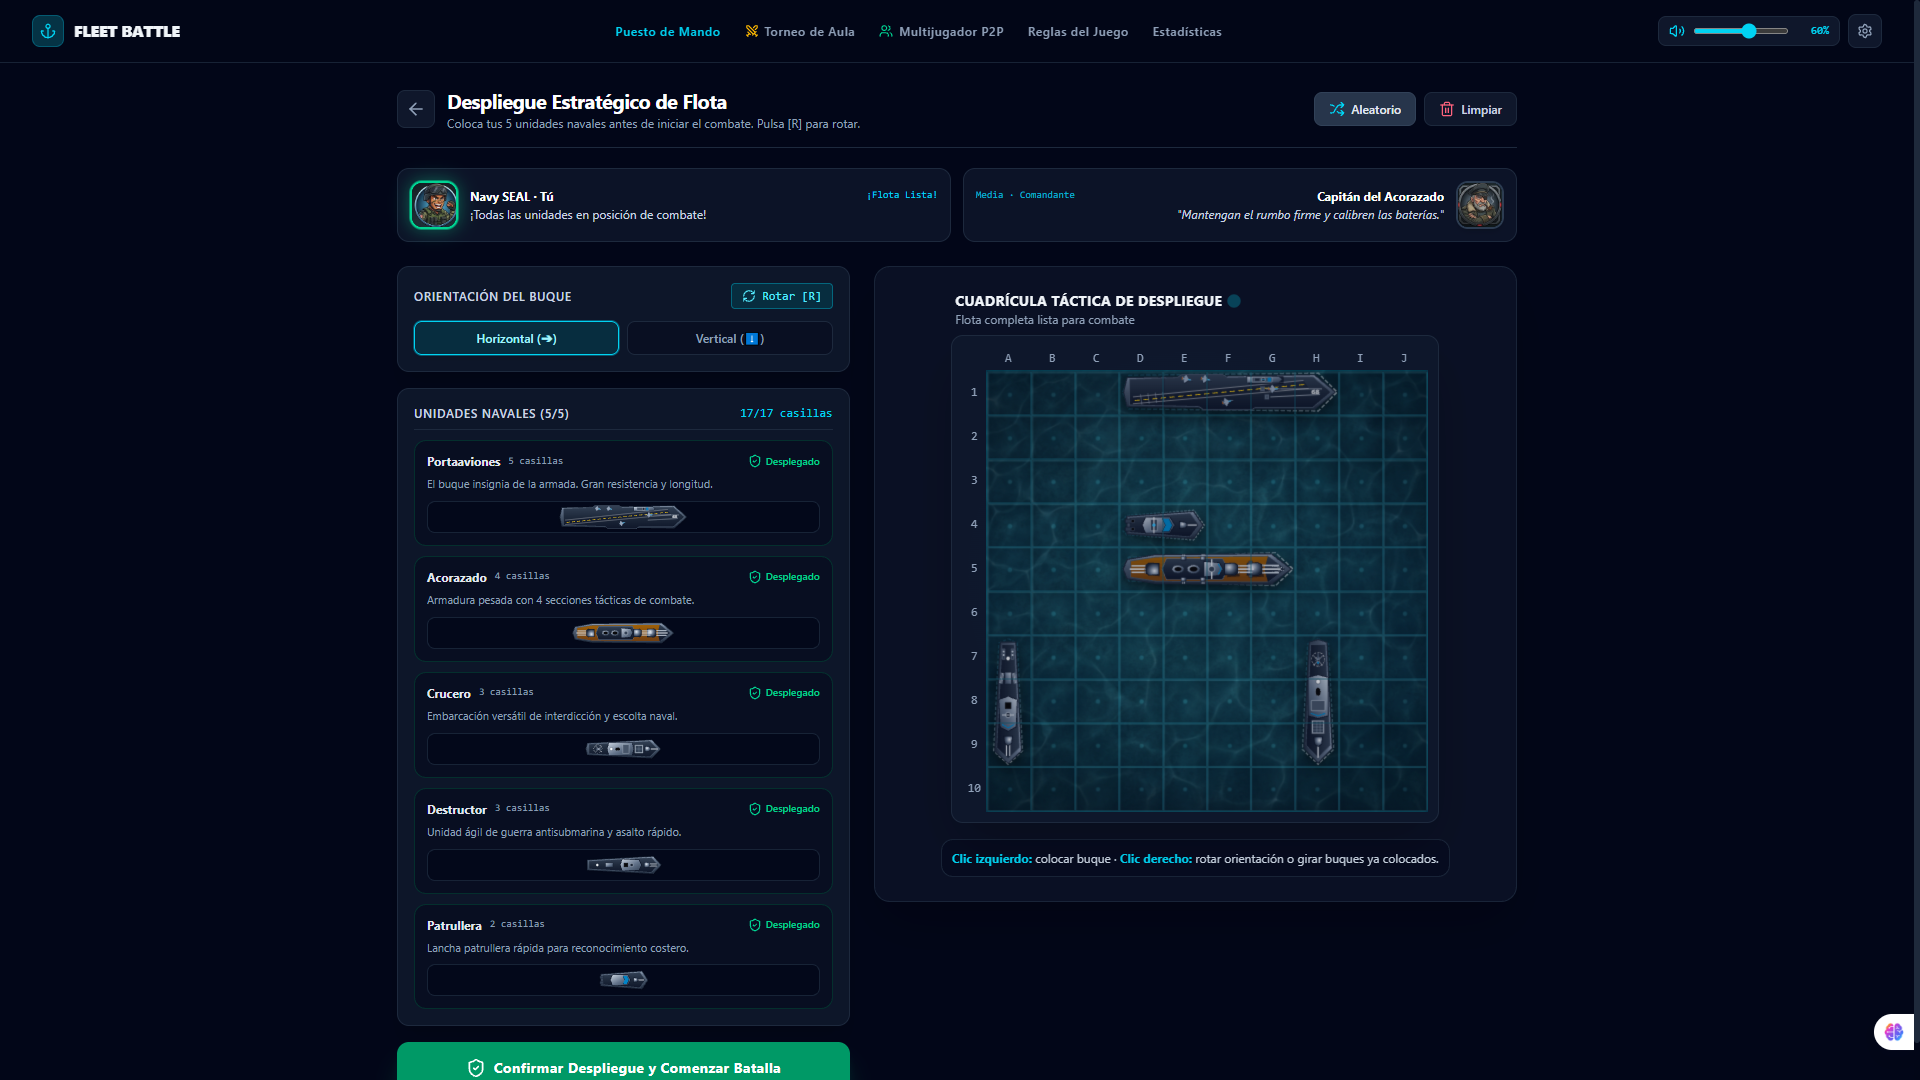 FLEET BATTLE
Puesto de Mando
Torneo de Aula
Multijugador P2P
Reglas del Juego
Estadísticas
60%
Despliegue Estratégico de Flota
Coloca tus 5 unidades navales antes de iniciar el combate. Pulsa [R] para rotar.
Aleatorio
Limpiar
Navy SEAL · Tú
¡Flota Lista!
¡Todas las unidades en posición de combate!
Media · Comandante
Capitán del Acorazado
"Mantengan el rumbo firme y calibren las baterías."
ORIENTACIÓN DEL BUQUE
Rotar [R]
Horizontal (➔)
Vertical (⬇️)
UNIDADES NAVALES (5/5)
17/17 casillas
Portaaviones 5 casillas
Desplegado
El buque insignia de la armada. Gran resistencia y longitud.
Acorazado 4 casillas
Desplegado
Armadura pesada con 4 secciones tácticas de combate.
Crucero 3 casillas
Desplegado
Embarcación versátil de interdicción y escolta naval.
Destructor 3 casillas
Desplegado
Unidad ágil de guerra antisubmarina y asalto rápido.
Patrullera 2 casillas
Desplegado
Lancha patrullera rápida para reconocimiento costero.
Confirmar Despliegue y Comenzar Batalla
CUADRÍCULA TÁCTICA DE DESPLIEGUE
Flota completa lista para combate
A B C D E F G H I J
1
2
3
4
5
6
7
8
9
10
Clic izquierdo: colocar buque · Clic derecho: rotar orientación o girar buques ya colocados.